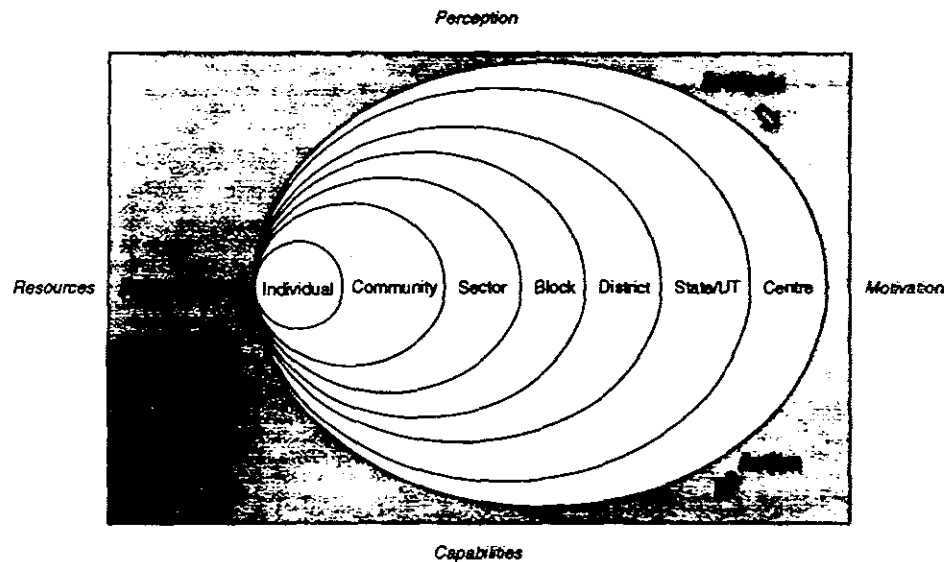 Perception
Resources
Individual
Community
Sector
Block
District
State/UT
Centre
Motivation
Capabilities